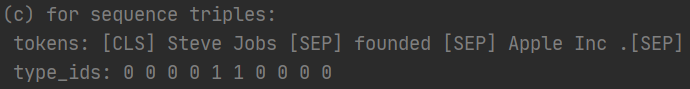 (c) for sequence triples:
tokens: [CLS] Steve Jobs [SEP] founded [SEP] Apple Inc .[SEP]
type_ids: 0 0 0 0 1 1 0 0 0 0